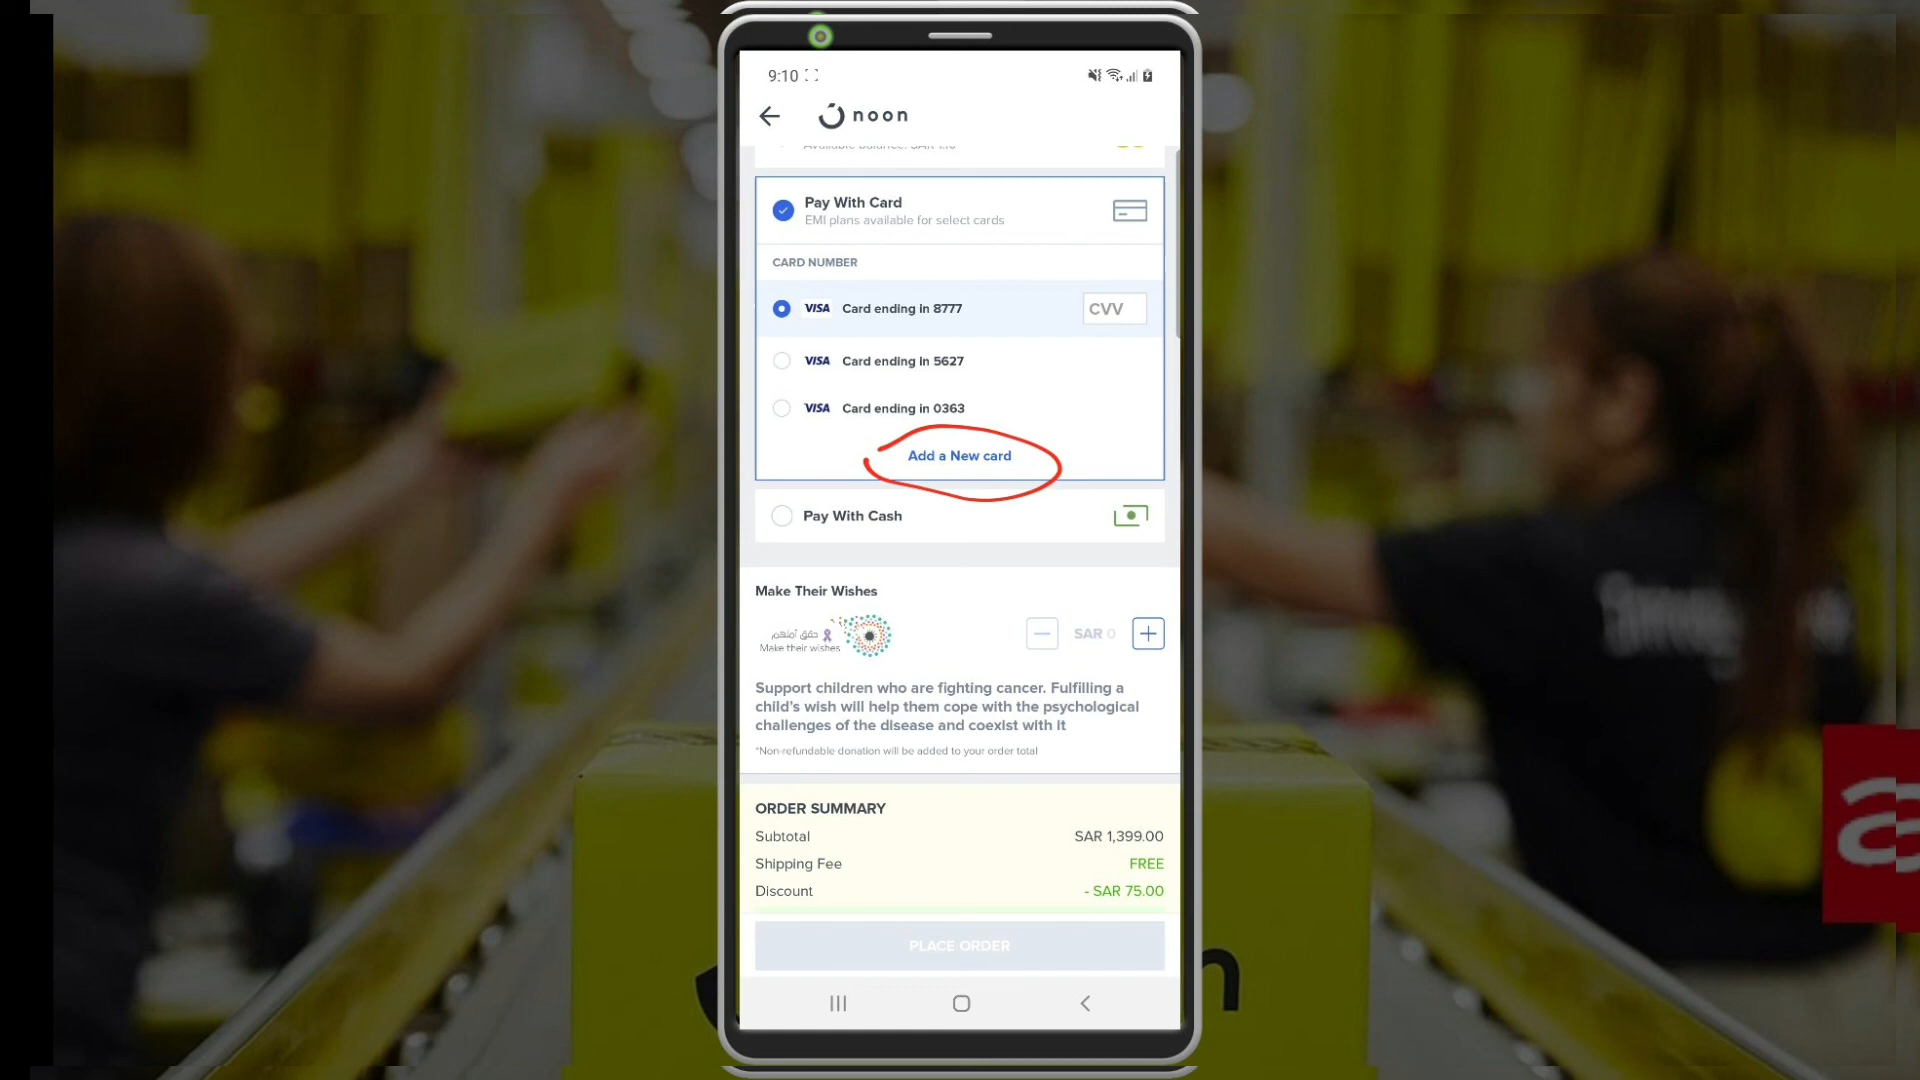 9:10
noon
Pay With Card
EMI plans available for select cards
CARD NUMBER
VISA Card ending in 8777 CVV
VISA Card ending in 5627
VISA Card ending in 0363
Add a New card
Pay With Cash
Make Their Wishes
حقق أمنيتهم
Make their wishes
SAR 0
Support children who are fighting cancer. Fulfilling a
child's wish will help them cope with the psychological
challenges of the disease and coexist with it
*Non-refundable donation will be added to your order total
ORDER SUMMARY
Subtotal SAR 1,399.00
Shipping Fee FREE
Discount - SAR 75.00
PLACE ORDER